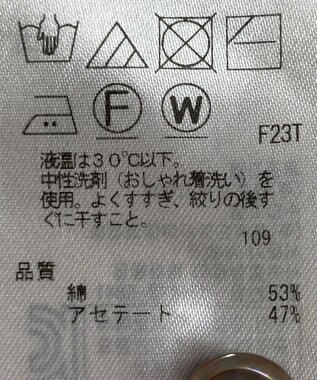 F W
F23T
液温は30℃以下。
中性洗剤（おしゃれ着洗い）を
使用。よくすすぎ、絞りの後す
ぐに干すこと。
109
品質
綿 53%
アセテート 47%